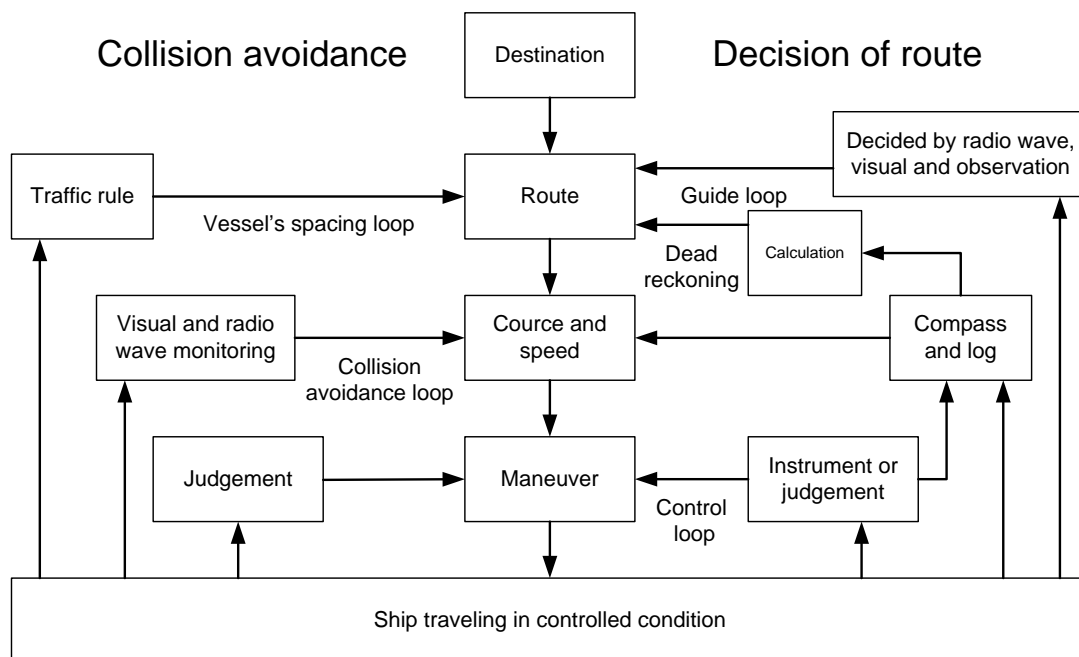 Collision avoidance
Destination
Decision of route
Decided by radio wave,
visual and observation
Traffic rule
Route
Guide loop
Vessel's spacing loop
Dead
reckoning
Calculation
Visual and radio
wave monitoring
Cource and
speed
Compass
and log
Collision
avoidance loop
Judgement
Maneuver
Instrument or
judgement
Control
loop
Ship traveling in controlled condition